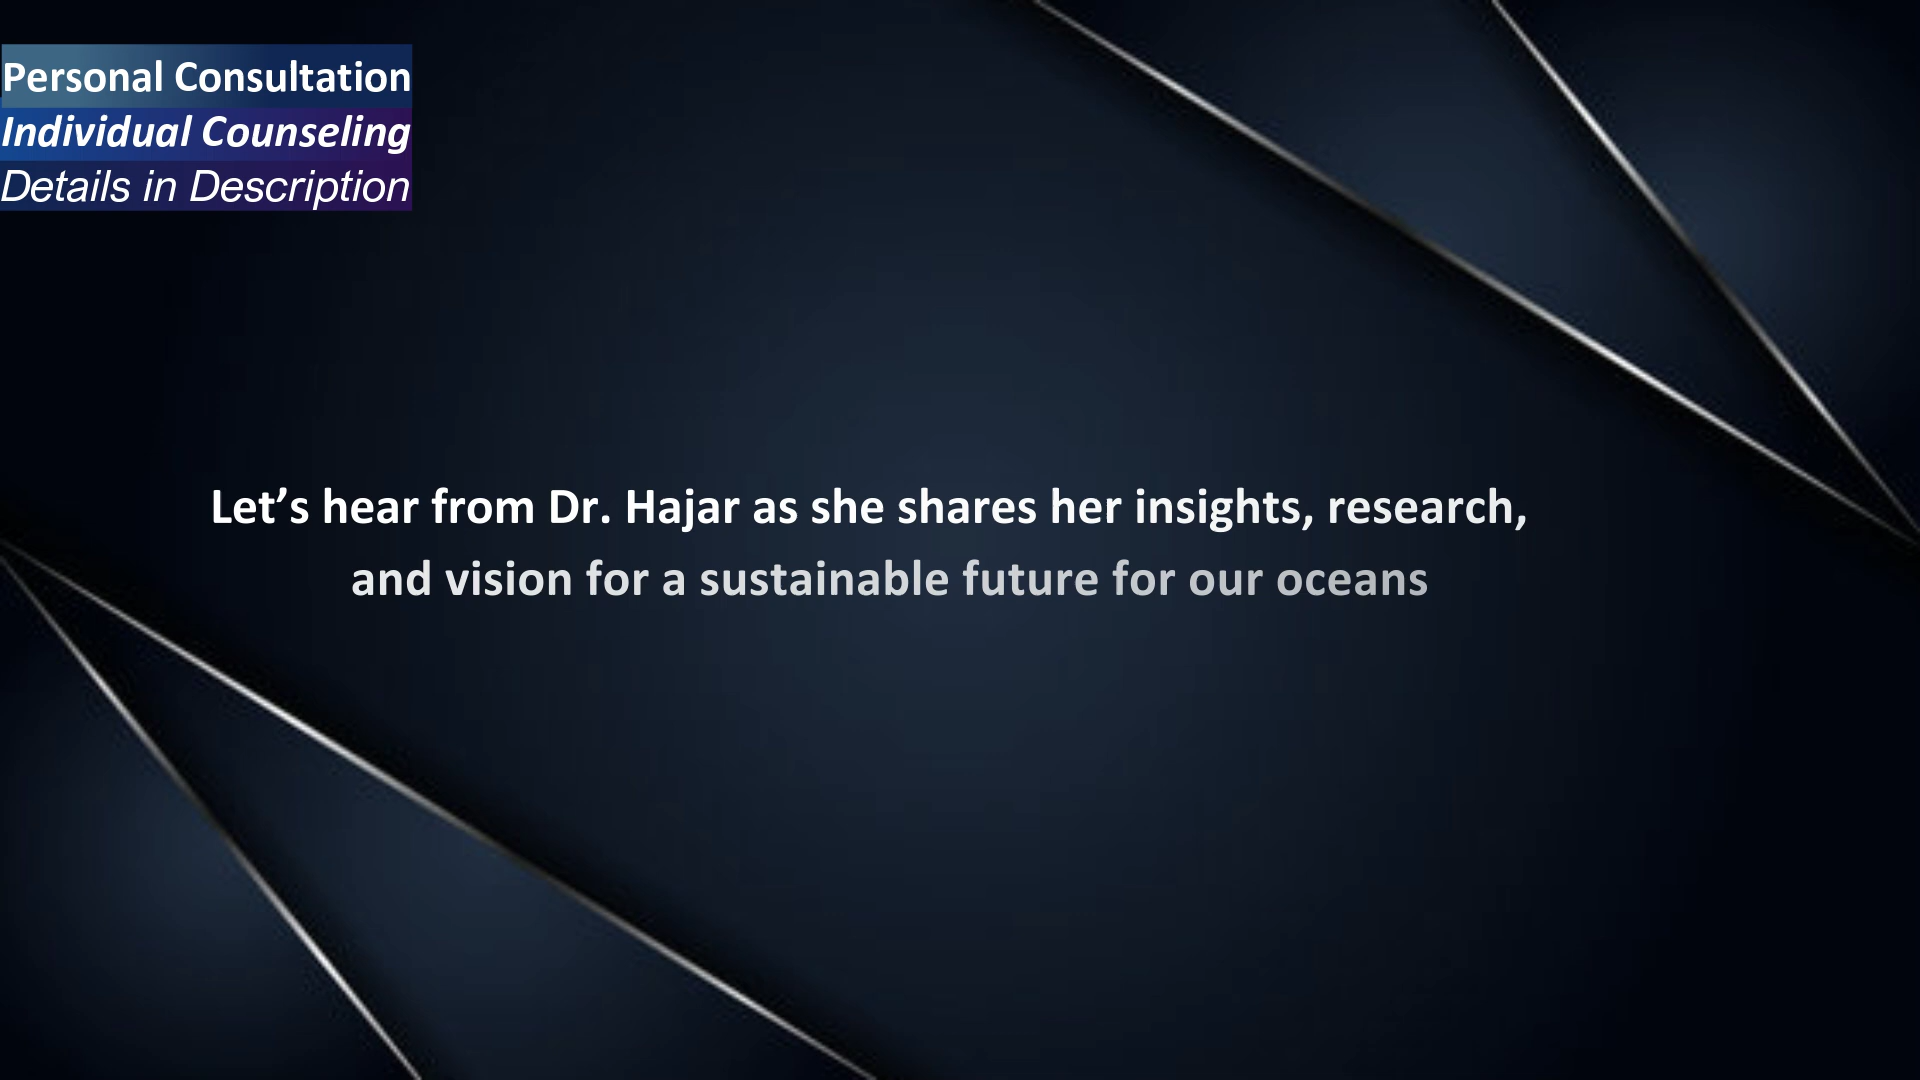 Personal Consultation
Individual Counseling
Details in Description
Let’s hear from Dr. Hajar as she shares her insights, research,
and vision for a sustainable future for our oceans